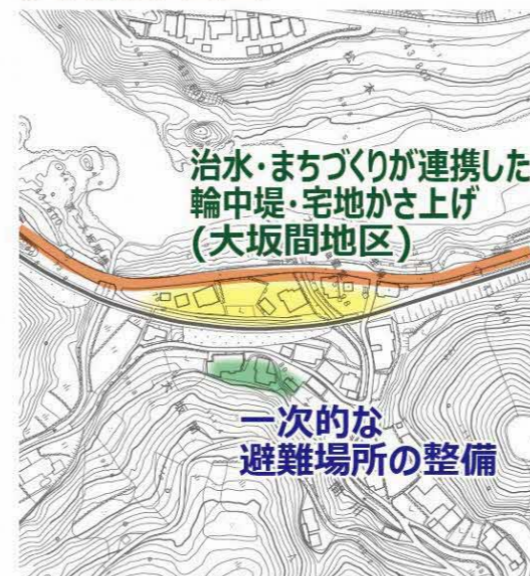 治水・まちづくりが連携した
輪中堤・宅地かさ上げ
(大坂間地区)
一次的な
避難場所の整備